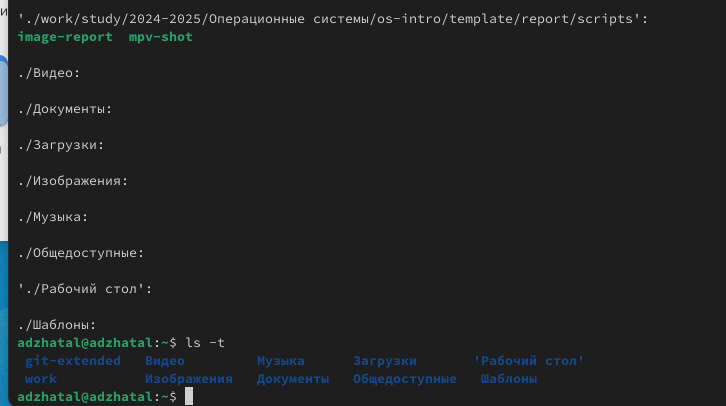 './work/study/2024-2025/Операционные системы/os-intro/template/report/scripts':
image-report  mpv-shot
./Видео:
./Документы:
./Загрузки:
./Изображения:
./Музыка:
./Общедоступные:
'./Рабочий стол':
./Шаблоны:
adzhatal@adzhatal:~$ ls -t
git-extended   Видео         Музыка      Загрузки       'Рабочий стол'
work           Изображения   Документы   Общедоступные   Шаблоны
adzhatal@adzhatal:~$